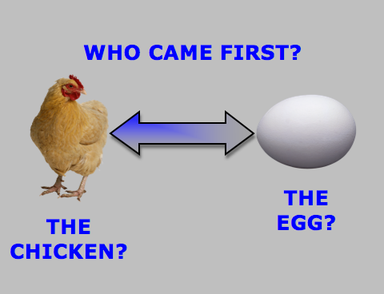 WHO CAME FIRST?
THE
CHICKEN?
THE
EGG?